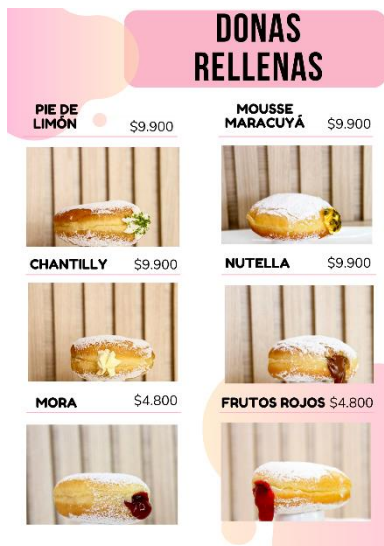 DONAS
RELLENAS
PIE DE
LIMÓN
$9.900
MOUSSE
MARACUYÁ
$9.900
CHANTILLY
$9.900
NUTELLA
$9.900
MORA
$4.800
FRUTOS ROJOS
$4.800